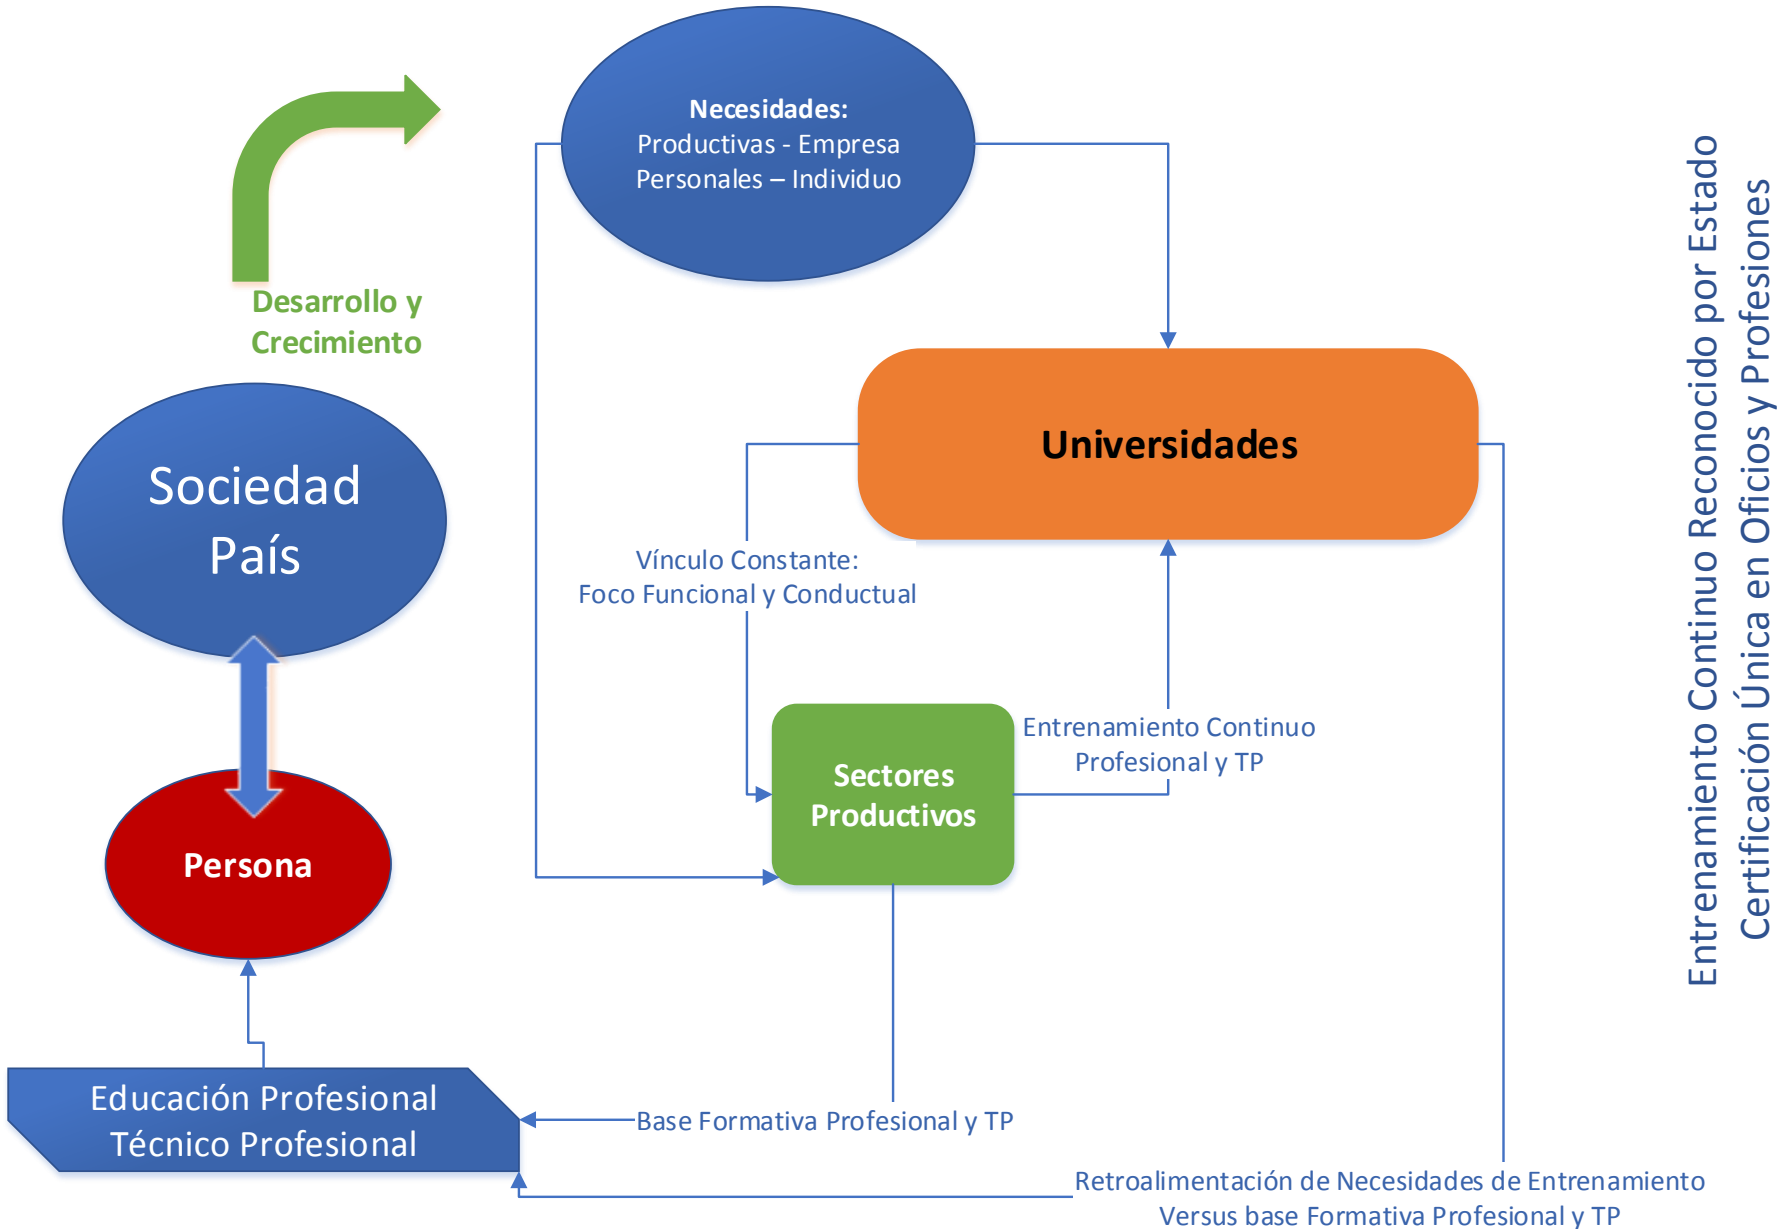 Necesidades:
Productivas - Empresa
Personales – Individuo
Desarrollo y
Crecimiento
Universidades
Sociedad
País
Vínculo Constante:
Foco Funcional y Conductual
Entrenamiento Continuo
Profesional y TP
Sectores
Productivos
Persona
Educación Profesional
Técnico Profesional
Base Formativa Profesional y TP
Retroalimentación de Necesidades de Entrenamiento
Versus base Formativa Profesional y TP
Entrenamiento Continuo Reconocido por Estado
Certificación Única en Oficios y Profesiones